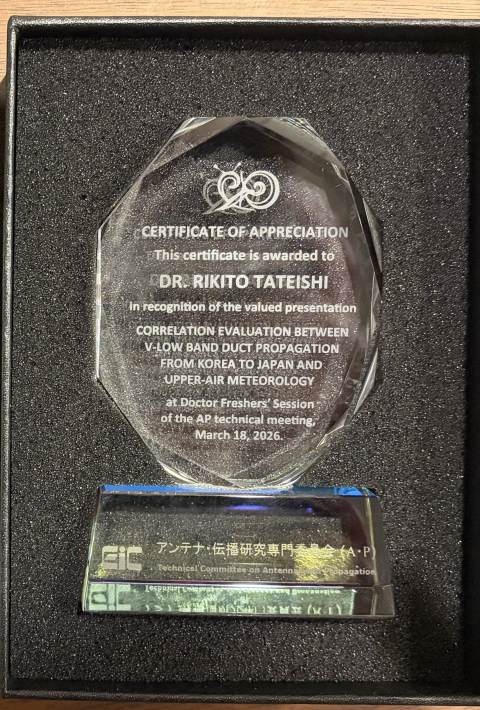 CERTIFICATE OF APPRECIATION
This certificate is awarded to
DR. RIKITO TATEISHI
in recognition of the valued presentation
CORRELATION EVALUATION BETWEEN
V-LOW BAND DUCT PROPAGATION
FROM KOREA TO JAPAN AND
UPPER-AIR METEOROLOGY
at Doctor Freshers' Session
of the AP technical meeting,
March 18, 2026.
eiC アンテナ・伝播研究専門委員会 (A・P)
Technical Committee on Antennas and Propagation